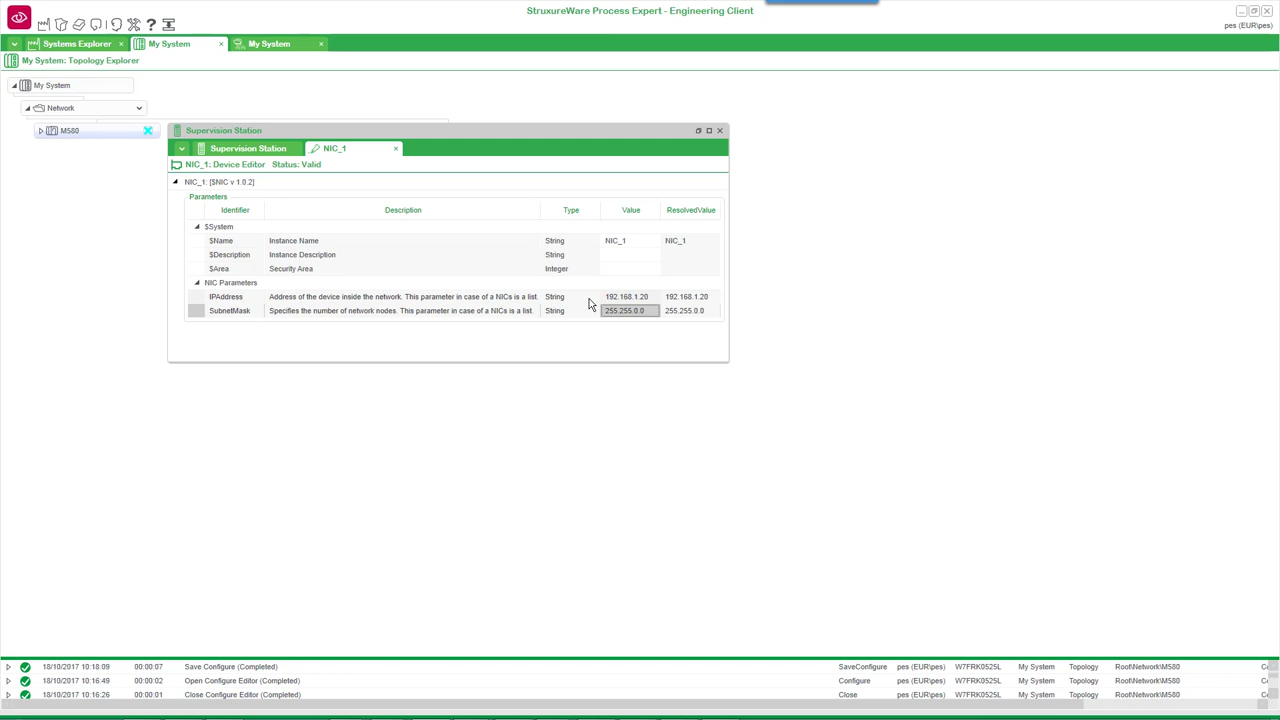 StruxureWare Process Expert - Engineering Client
pes (EUR\pes)
Systems Explorer
My System
My System
My System: Topology Explorer
My System
Network
M580
Supervision Station
Supervision Station
NIC_1
NIC_1: Device Editor Status: Valid
NIC_1: [$NIC v 1.0.2]
Parameters
Identifier Description Type Value ResolvedValue
$System
$Name Instance Name String NIC_1 NIC_1
$Description Instance Description String
$Area Security Area Integer
NIC Parameters
IPAddress Address of the device inside the network. This parameter in case of a NICs is a list. String 192.168.1.20 192.168.1.20
SubnetMask Specifies the number of network nodes. This parameter in case of a NICs is a list. String 255.255.0.0 255.255.0.0
18/10/2017 10:18:09 00:00:07 Save Configure (Completed) SaveConfigure pes (EUR\pes) W7FRK0525L My System Topology Root\Network\M580
18/10/2017 10:16:49 00:00:02 Open Configure Editor (Completed) Configure pes (EUR\pes) W7FRK0525L My System Topology Root\Network\M580
18/10/2017 10:16:26 00:00:01 Close Configure Editor (Completed) Close pes (EUR\pes) W7FRK0525L My System Topology Root\Network\M580